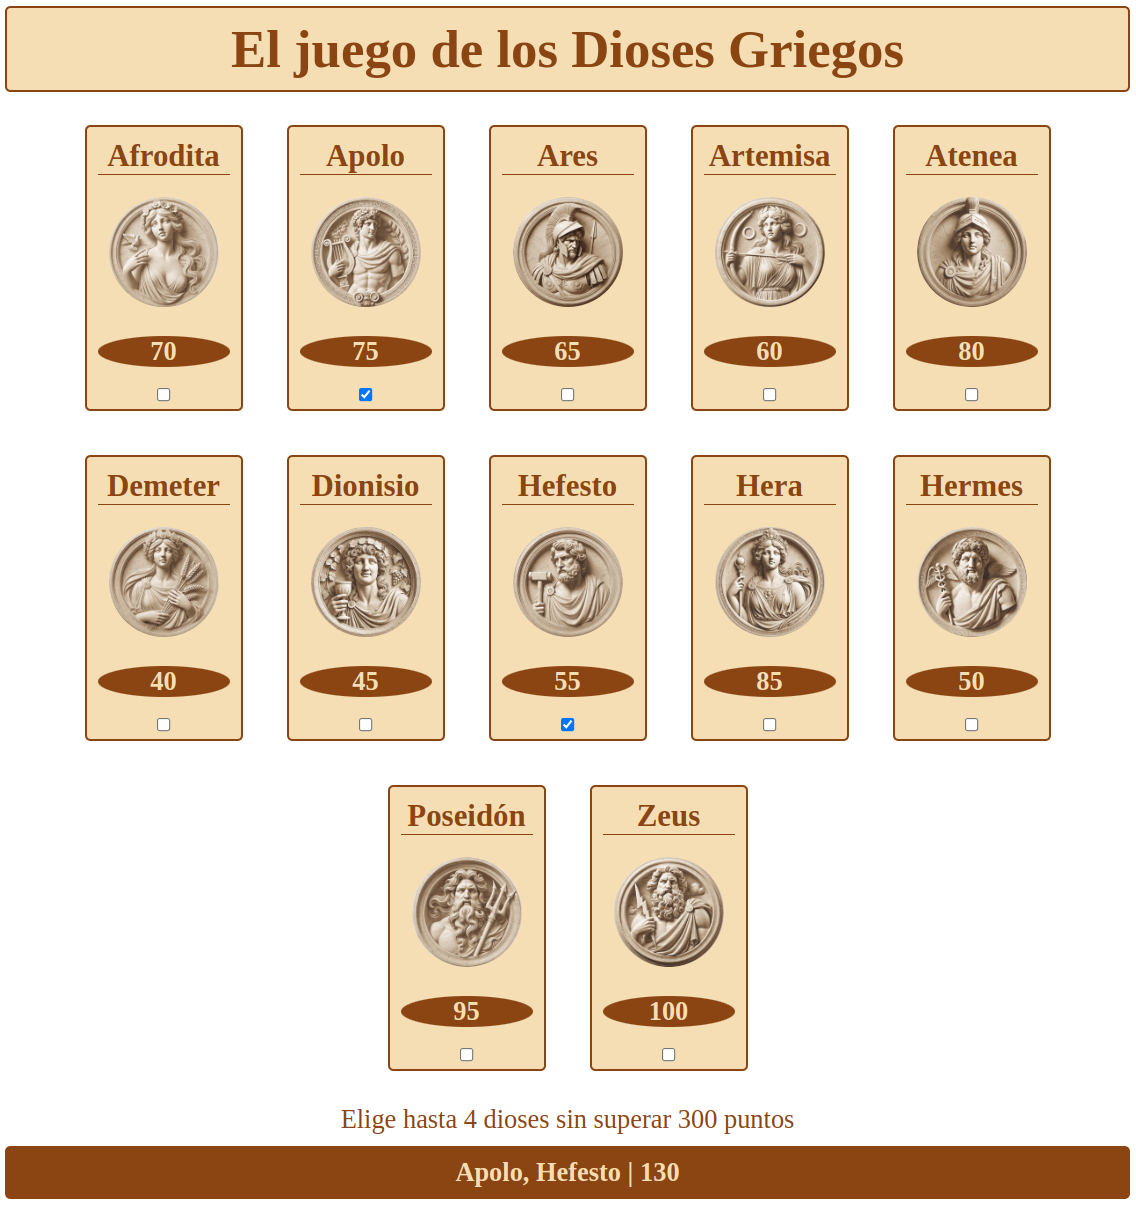 El juego de los Dioses Griegos
Afrodita
70
Apolo
75
Ares
65
Artemisa
60
Atenea
80
Demeter
40
Dionisio
45
Hefesto
55
Hera
85
Hermes
50
Poseidón
95
Zeus
100
Elige hasta 4 dioses sin superar 300 puntos
Apolo, Hefesto | 130